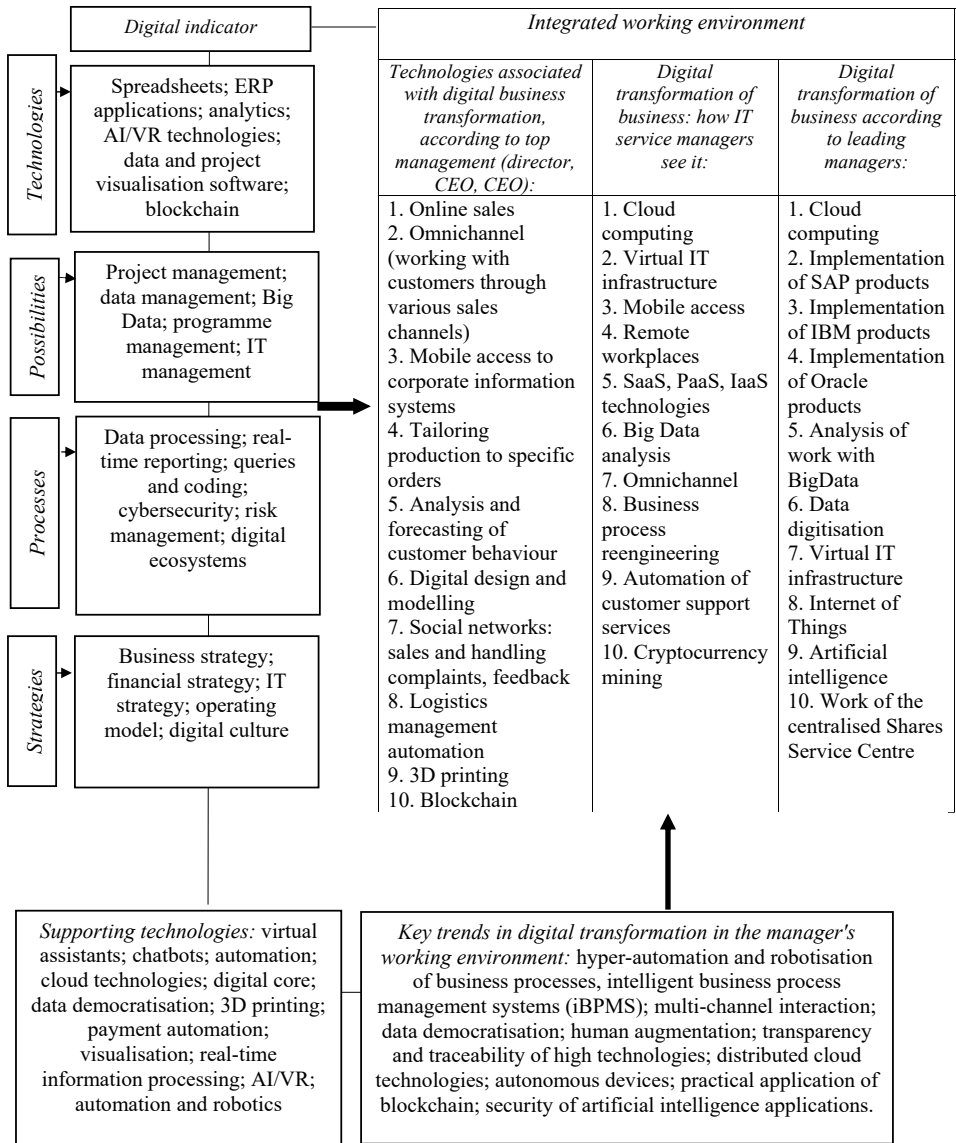 Digital indicator
Integrated working environment
Technologies
Spreadsheets; ERP
applications; analytics;
AI/VR technologies;
data and project
visualisation software;
blockchain
Possibilities
Project management;
data management; Big
Data; programme
management; IT
management
Processes
Data processing; real-
time reporting; queries
and coding;
cybersecurity; risk
management; digital
ecosystems
Strategies
Business strategy;
financial strategy; IT
strategy; operating
model; digital culture
Technologies associated
with digital business
transformation,
according to top
management (director,
CEO, CEO):
1. Online sales
2. Omnichannel
(working with
customers through
various sales
channels)
3. Mobile access to
corporate information
systems
4. Tailoring
production to specific
orders
5. Analysis and
forecasting of
customer behaviour
6. Digital design and
modelling
7. Social networks:
sales and handling
complaints, feedback
8. Logistics
management
automation
9. 3D printing
10. Blockchain
Digital
transformation of
business: how IT
service managers
see it:
1. Cloud
computing
2. Virtual IT
infrastructure
3. Mobile access
4. Remote
workplaces
5. SaaS, PaaS, IaaS
technologies
6. Big Data
analysis
7. Omnichannel
8. Business
process
reengineering
9. Automation of
customer support
services
10. Cryptocurrency
mining
Digital
transformation of
business according
to leading
managers:
1. Cloud
computing
2. Implementation
of SAP products
3. Implementation
of IBM products
4. Implementation
of Oracle
products
5. Analysis of
work with
BigData
6. Data
digitisation
7. Virtual IT
infrastructure
8. Internet of
Things
9. Artificial
intelligence
10. Work of the
centralised Shares
Service Centre
Supporting technologies: virtual
assistants; chatbots; automation;
cloud technologies; digital core;
data democratisation; 3D printing;
payment automation;
visualisation; real-time
information processing; AI/VR;
automation and robotics
Key trends in digital transformation in the manager's
working environment: hyper-automation and robotisation
of business processes, intelligent business process
management systems (iBPMS); multi-channel interaction;
data democratisation; human augmentation; transparency
and traceability of high technologies; distributed cloud
technologies; autonomous devices; practical application of
blockchain; security of artificial intelligence applications.